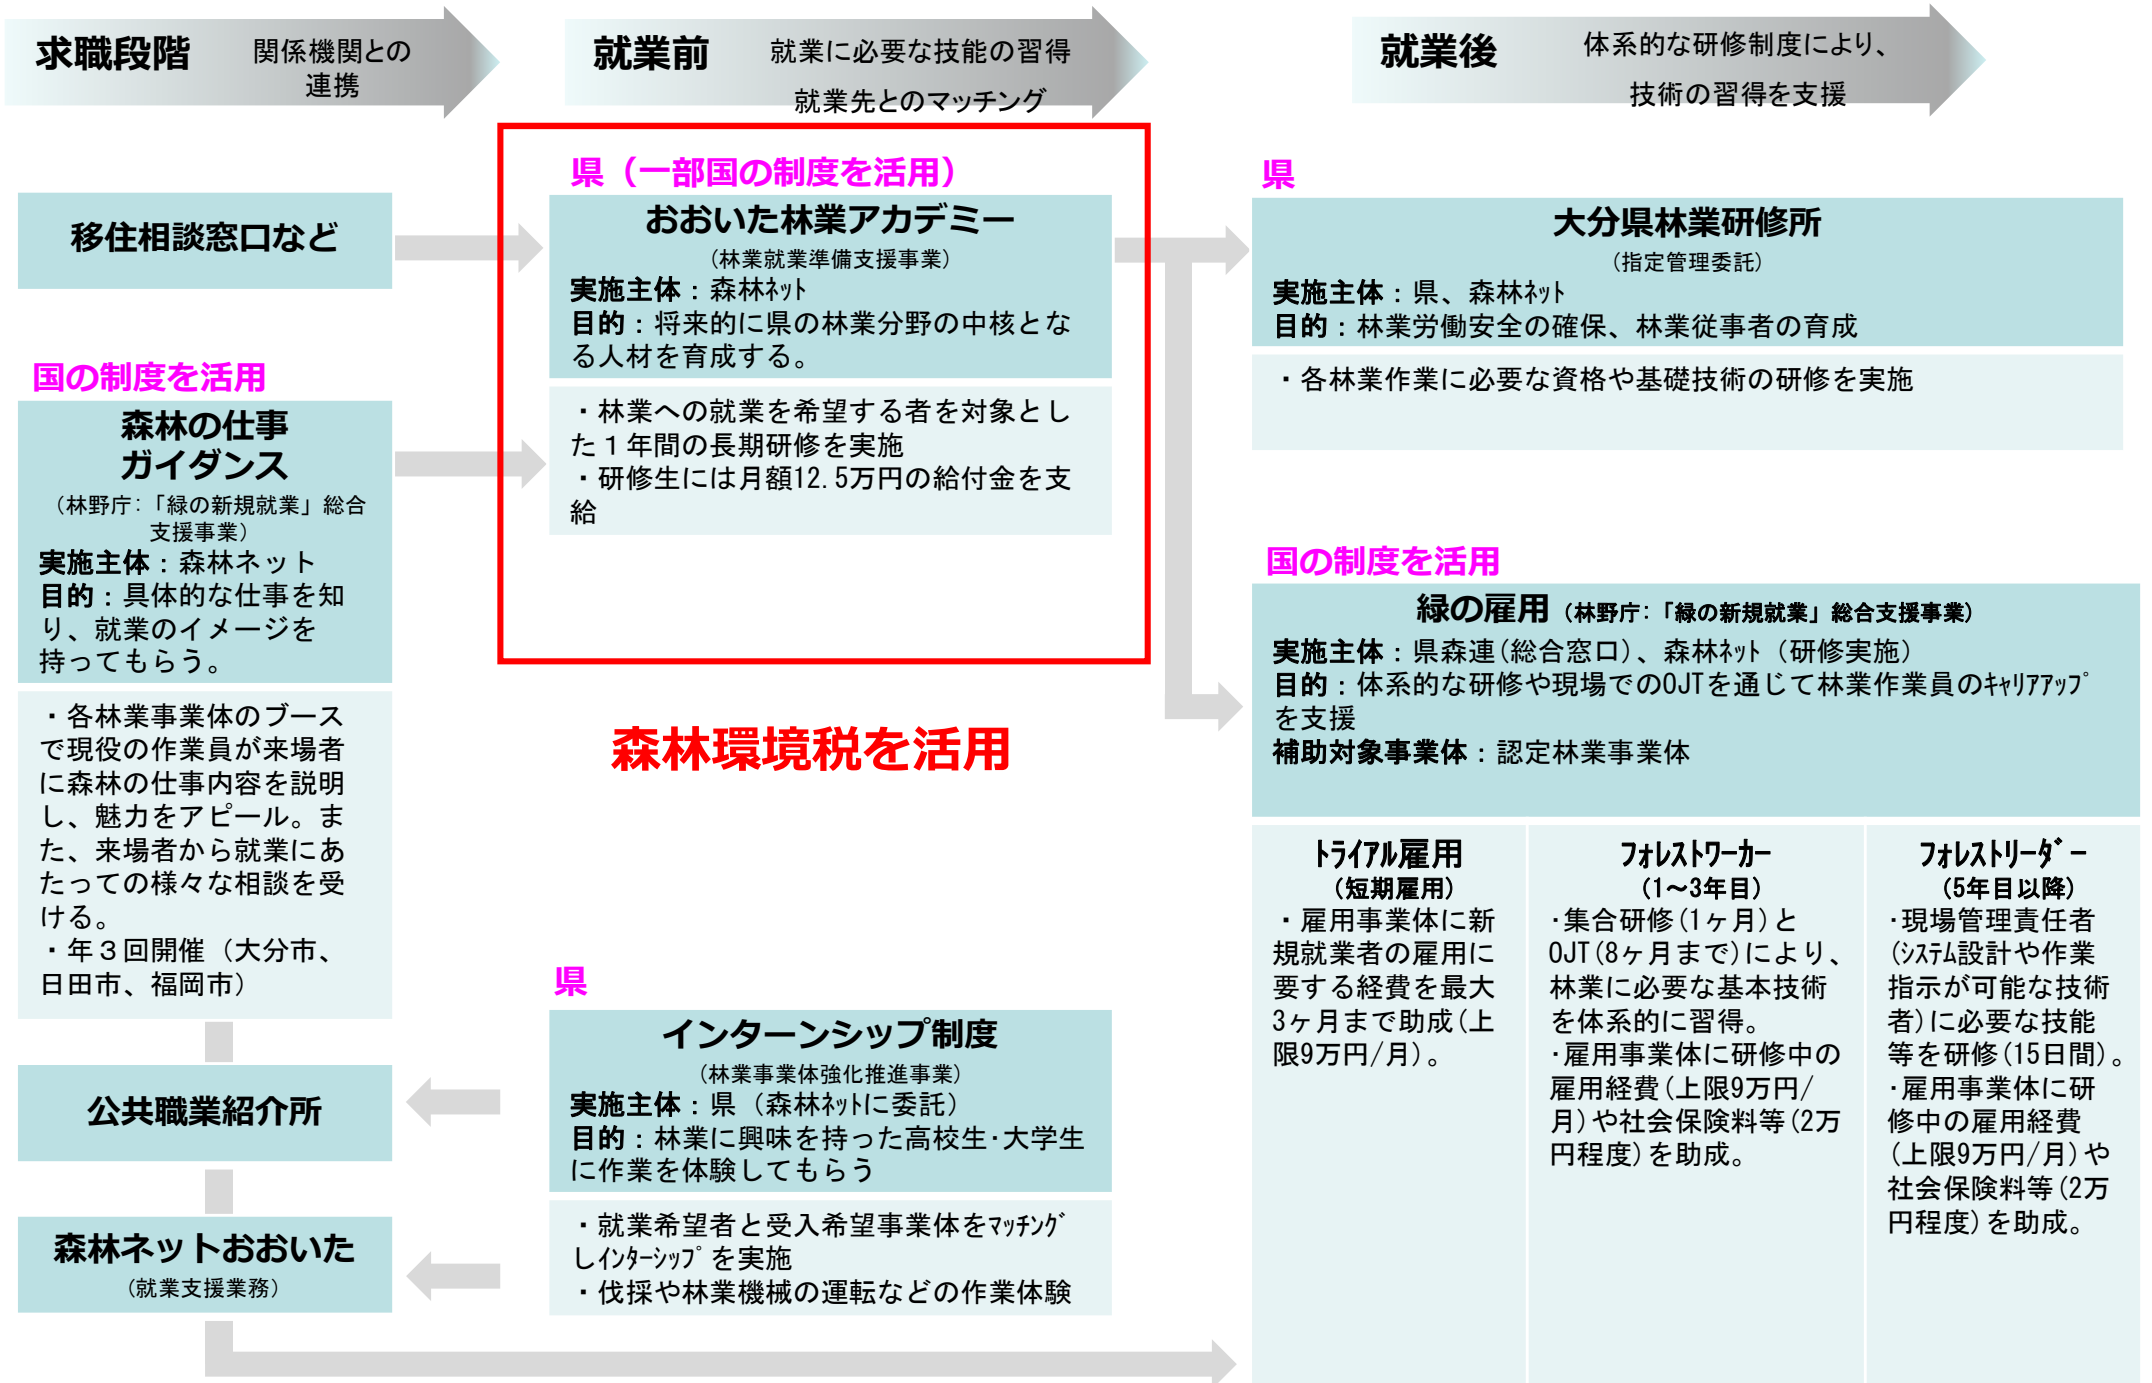 求職段階
関係機関との
連携
就業前
就業に必要な技能の習得
就業先とのマッチング
就業後
体系的な研修制度により、
技術の習得を支援
移住相談窓口など
国の制度を活用
森林の仕事
ガイダンス
（林野庁：「緑の新規就業」総合
支援事業）
実施主体：森林ネット
目的：具体的な仕事を知
り、就業のイメージを
持ってもらう。
・各林業事業体のブース
で現役の作業員が来場者
に森林の仕事内容を説明
し、魅力をアピール。ま
た、来場者から就業にあ
たっての様々な相談を受
ける。
・年３回開催（大分市、
日田市、福岡市）
公共職業紹介所
森林ネットおおいた
（就業支援業務）
県（一部国の制度を活用）
おおいた林業アカデミー
（林業就業準備支援事業）
実施主体：森林ﾈｯﾄ
目的：将来的に県の林業分野の中核とな
る人材を育成する。
・林業への就業を希望する者を対象とし
た１年間の長期研修を実施
・研修生には月額12.5万円の給付金を支
給
森林環境税を活用
県
インターンシップ制度
（林業事業体強化推進事業）
実施主体：県（森林ﾈｯﾄに委託）
目的：林業に興味を持った高校生･大学生
に作業を体験してもらう
・就業希望者と受入希望事業体をﾏｯﾁﾝｸﾞ
しｲﾝﾀｰｼｯﾌﾟを実施
・伐採や林業機械の運転などの作業体験
県
大分県林業研修所
（指定管理委託）
実施主体：県、森林ﾈｯﾄ
目的：林業労働安全の確保、林業従事者の育成
・各林業作業に必要な資格や基礎技術の研修を実施
国の制度を活用
緑の雇用（林野庁：「緑の新規就業」総合支援事業）
実施主体：県森連(総合窓口)、森林ﾈｯﾄ（研修実施）
目的：体系的な研修や現場でのOJTを通じて林業作業員のｷｬﾘｱｱｯﾌﾟ
を支援
補助対象事業体：認定林業事業体
ﾄﾗｲｱﾙ雇用
（短期雇用）
・雇用事業体に新
規就業者の雇用に
要する経費を最大
3ヶ月まで助成(上
限9万円/月)。
ﾌｫﾚｽﾄﾜｰｶｰ
(1～3年目)
･集合研修(1ヶ月)と
OJT(8ヶ月まで)により、
林業に必要な基本技術
を体系的に習得。
･雇用事業体に研修中の
雇用経費(上限9万円/
月)や社会保険料等(2万
円程度)を助成。
ﾌｫﾚｽﾄﾘｰﾀﾞｰ
(5年目以降)
･現場管理責任者
(ｼｽﾃﾑ設計や作業
指示が可能な技術
者)に必要な技能
等を研修(15日間)。
･雇用事業体に研
修中の雇用経費
(上限9万円/月)や
社会保険料等(2万
円程度)を助成。